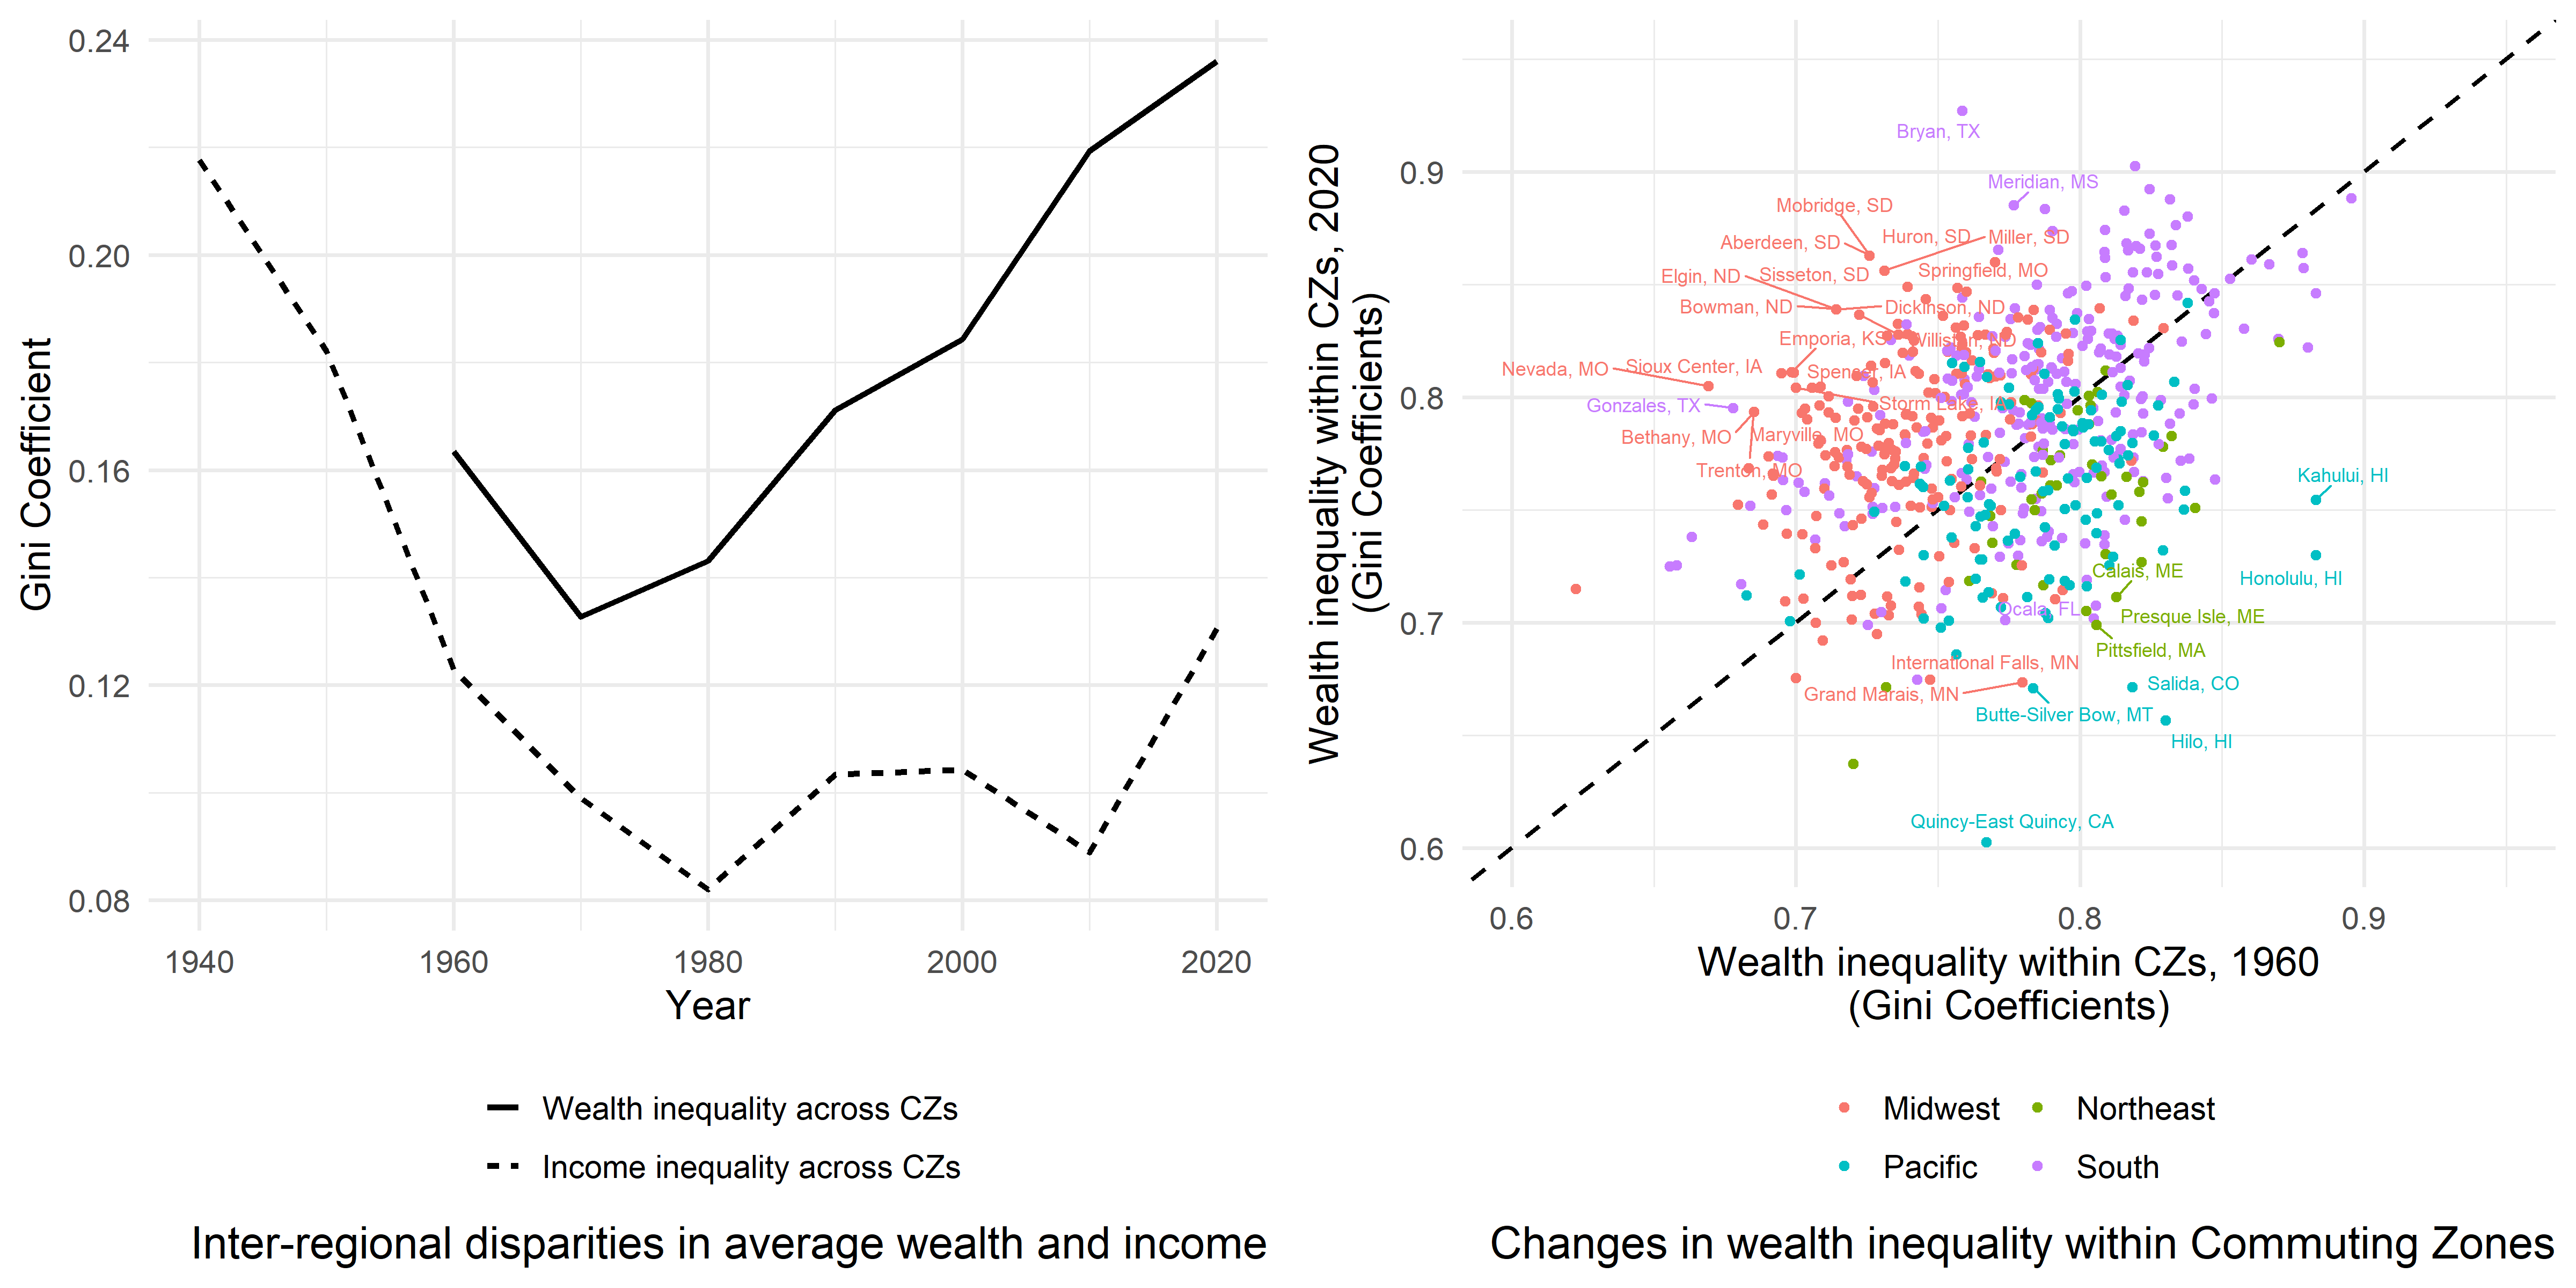 0.24
0.20
0.16
0.12
0.08
Gini Coefficient
1940
1960
1980
2000
2020
Year
Wealth inequality across CZs
Income inequality across CZs
Inter-regional disparities in average wealth and income
Wealth inequality within CZs, 2020
(Gini Coefficients)
0.9
0.8
0.7
0.6
Bryan, TX
Meridian, MS
Mobridge, SD
Aberdeen, SD
Huron, SD
Miller, SD
Elgin, ND
Sisseton, SD
Springfield, MO
Bowman, ND
Dickinson, ND
Emporia, KS
Williston, ND
Nevada, MO
Sioux Center, IA
Spencer, IA
Gonzales, TX
Storm Lake, IA
Bethany, MO
Maryville, MO
Trenton, MO
Kahului, HI
Calais, ME
Honolulu, HI
Ocala, FL
Presque Isle, ME
Pittsfield, MA
International Falls, MN
Grand Marais, MN
Salida, CO
Butte-Silver Bow, MT
Hilo, HI
Quincy-East Quincy, CA
0.6
0.7
0.8
0.9
Wealth inequality within CZs, 1960
(Gini Coefficients)
Midwest
Northeast
Pacific
South
Changes in wealth inequality within Commuting Zones